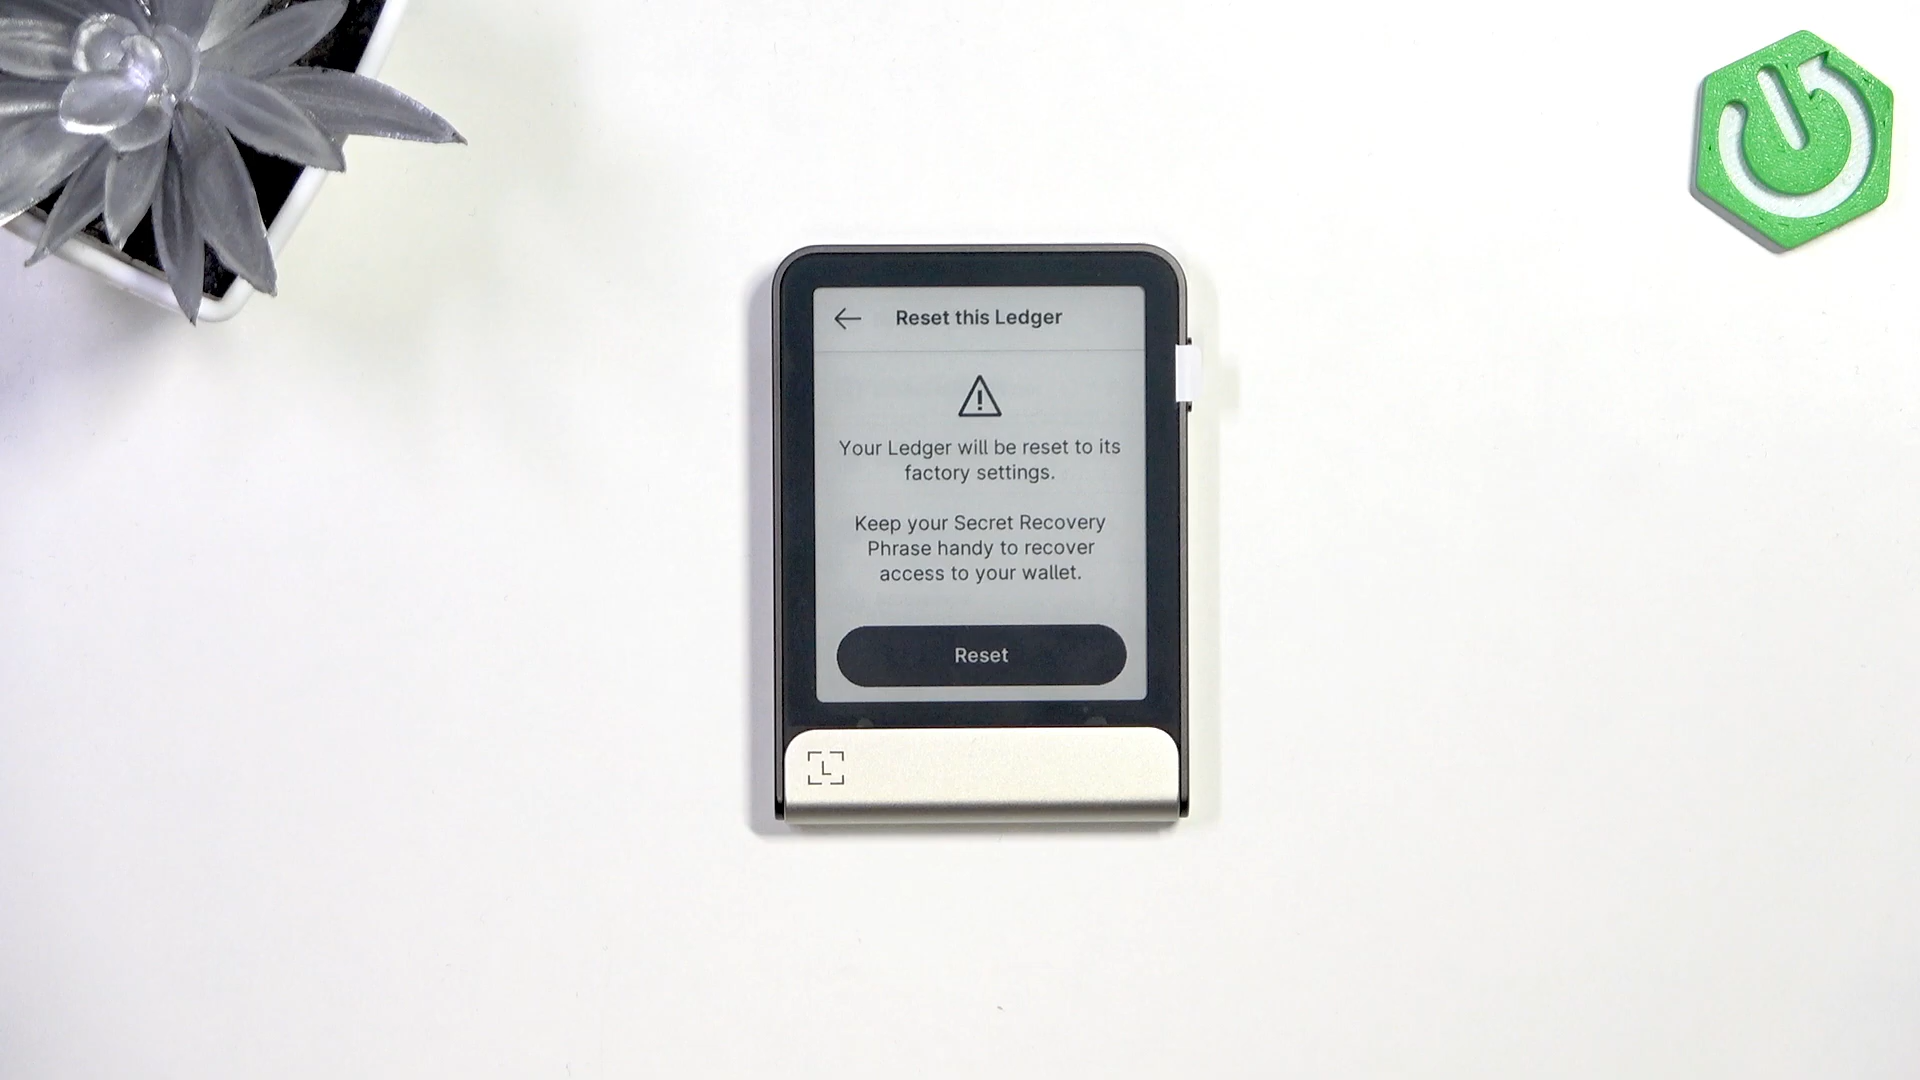 Reset this Ledger
Your Ledger will be reset to its
factory settings.
Keep your Secret Recovery
Phrase handy to recover
access to your wallet.
Reset